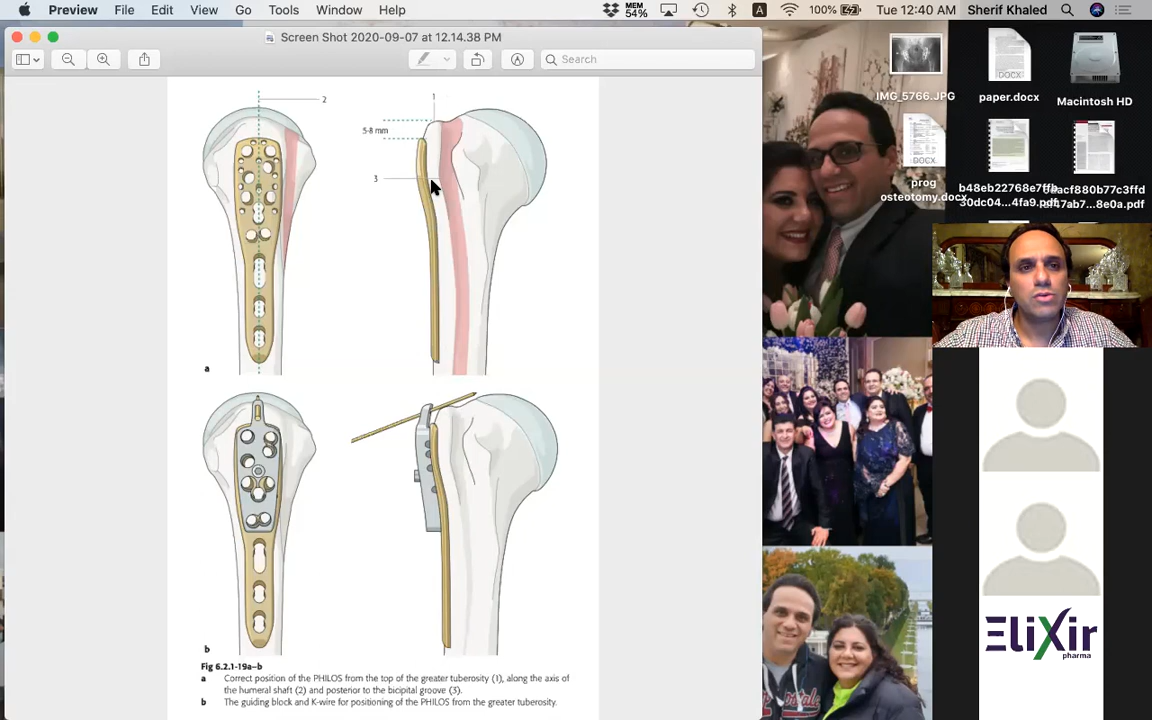 Preview File Edit View Go Tools Window Help MEM 54% 100% Tue 12:40 AM Sherif Khaled
Screen Shot 2020-09-07 at 12.14.38 PM
Search
IMG_5766.JPG
paper.docx
Macintosh HD
DOCX
DOCX
prog
osteotomy.docx
2
1
5-8 mm
3
a
b
Fig 6.2.1-19a–b
a Correct position of the PHILOS from the top of the greater tuberosity (1), along the axis of
the humeral shaft (2) and posterior to the bicipital groove (3).
b The guiding block and K-wire for positioning of the PHILOS from the greater tuberosity.
EliXir
pharma